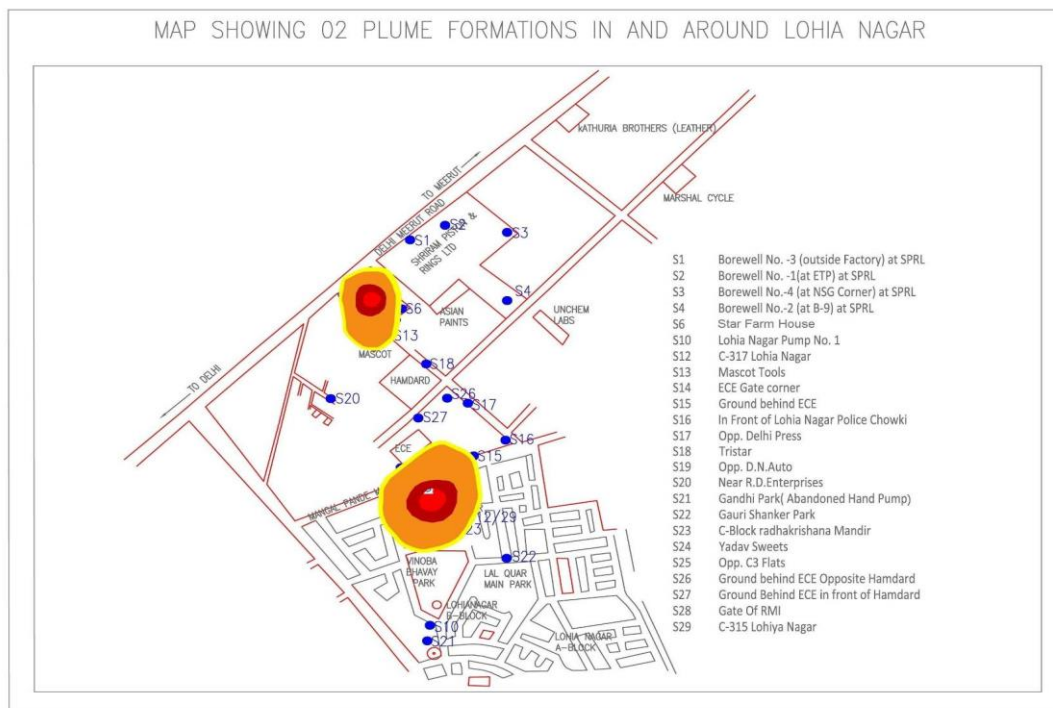 MAP SHOWING 02 PLUME FORMATIONS IN AND AROUND LOHIA NAGAR
kATHURIA BROTHERS (LEATHER)
TO MEERUT
MARSHAL CYCLE
DELHI MEERUT ROAD
S1
S2
S3
SHRIRAM PISTON &
RINGS LTD
S4
S6
ASIAN
PAINTS
UNCHEM
LABS
S13
MASCOT
S18
HAMDARD
TO DELHI
S20
S26
S17
S27
S16
ECE
S15
MANGAL PANDE
12/29
23
VINOBA
BHAVAY
PARK
LAL QUAR
MAIN PARK
S22
LOHIANAGAR
B-BLOCK
S10
S21
LOHIA NAGAR
A-BLOCK
S1 Borewell No. -3 (outside Factory) at SPRL
S2 Borewell No. -1(at ETP) at SPRL
S3 Borewell No.-4 (at NSG Corner) at SPRL
S4 Borewell No.-2 (at B-9) at SPRL
S6 Star Farm House
S10 Lohia Nagar Pump No. 1
S12 C-317 Lohia Nagar
S13 Mascot Tools
S14 ECE Gate corner
S15 Ground behind ECE
S16 In Front of Lohia Nagar Police Chowki
S17 Opp. Delhi Press
S18 Tristar
S19 Opp. D.N.Auto
S20 Near R.D.Enterprises
S21 Gandhi Park( Abandoned Hand Pump)
S22 Gauri Shanker Park
S23 C-Block radhakrishana Mandir
S24 Yadav Sweets
S25 Opp. C3 Flats
S26 Ground behind ECE Opposite Hamdard
S27 Ground Behind ECE in front of Hamdard
S28 Gate Of RMI
S29 C-315 Lohiya Nagar